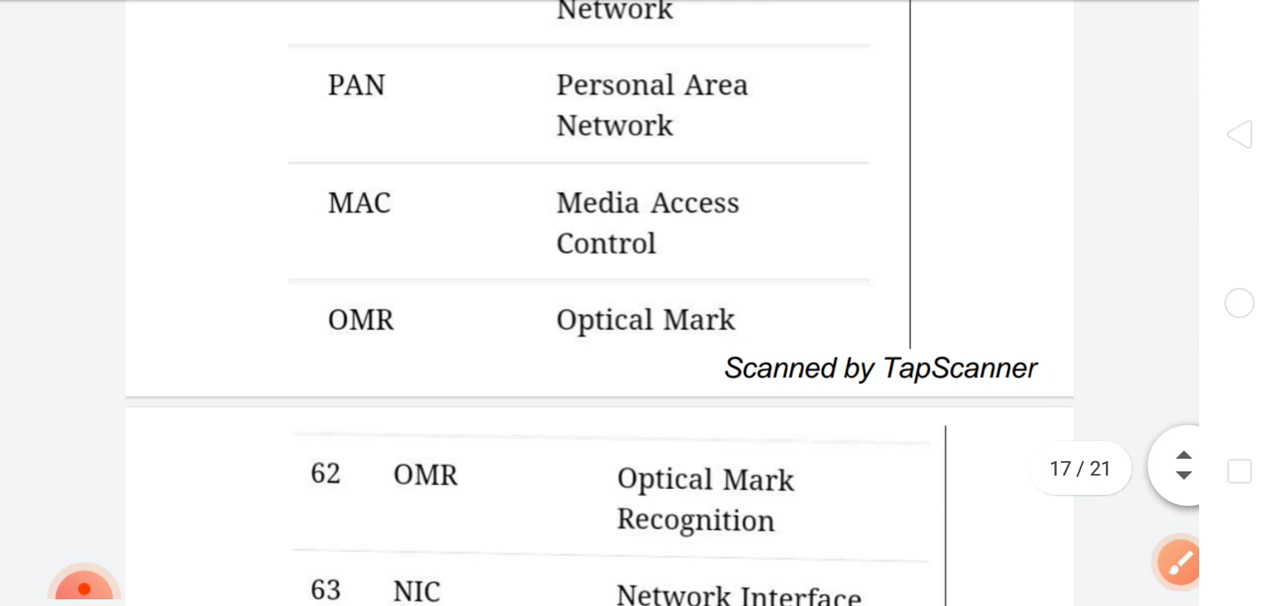 Network
PAN Personal Area
Network
MAC Media Access
Control
OMR Optical Mark
Scanned by TapScanner
62 OMR Optical Mark
Recognition
17 / 21
63 NIC Network Interface